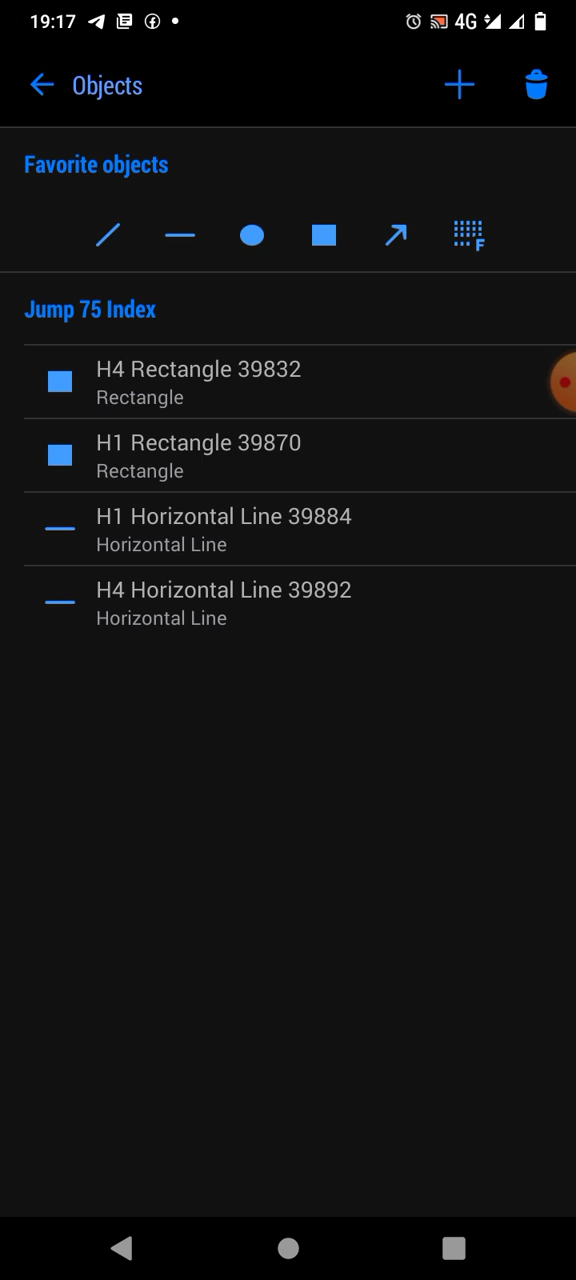 19:17
4G
Objects
Favorite objects
F
Jump 75 Index
H4 Rectangle 39832
Rectangle
H1 Rectangle 39870
Rectangle
H1 Horizontal Line 39884
Horizontal Line
H4 Horizontal Line 39892
Horizontal Line